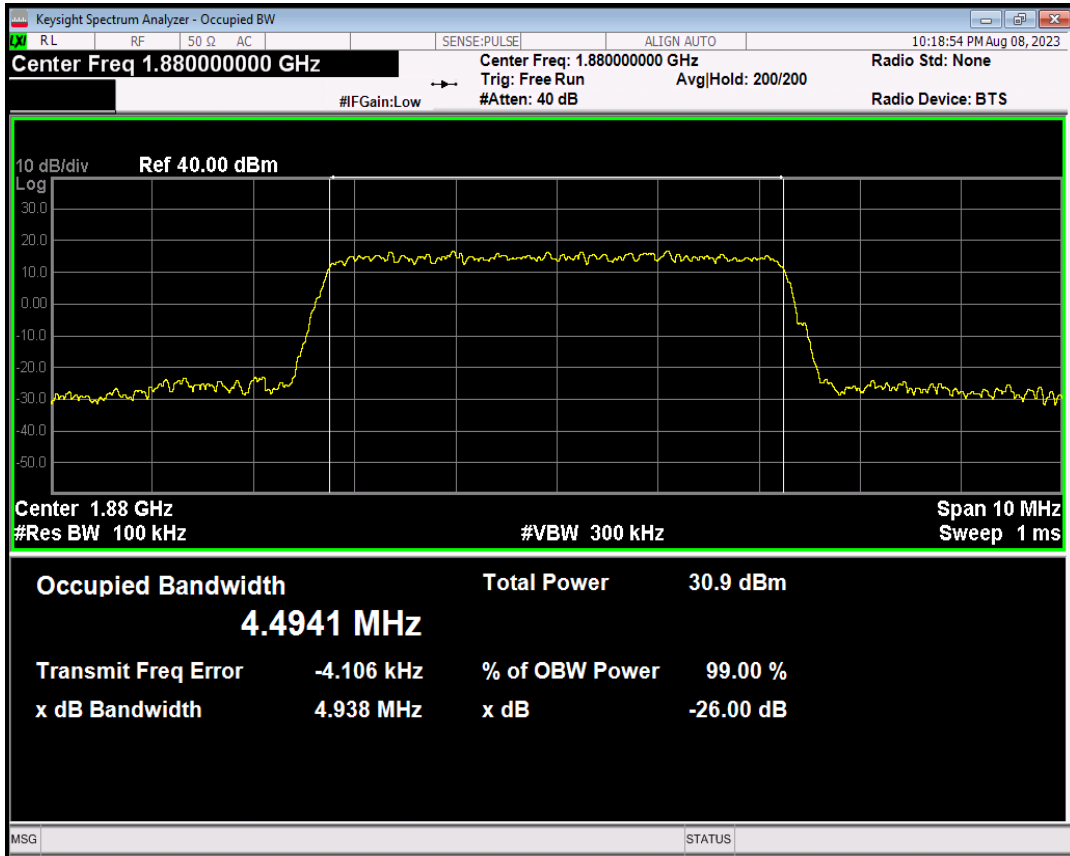 Keysight Spectrum Analyzer - Occupied BW
LXI RL RF 50 Ω AC SENSE:PULSE ALIGN AUTO 10:18:54 PM Aug 08, 2023
Center Freq 1.880000000 GHz Center Freq: 1.880000000 GHz Radio Std: None
Trig: Free Run Avg|Hold: 200/200
#IFGain:Low #Atten: 40 dB Radio Device: BTS
10 dB/div Ref 40.00 dBm
Log
30.0
20.0
10.0
0.00
-10.0
-20.0
-30.0
-40.0
-50.0
Center 1.88 GHz Span 10 MHz
#Res BW 100 kHz #VBW 300 kHz Sweep 1 ms
Occupied Bandwidth Total Power 30.9 dBm
4.4941 MHz
Transmit Freq Error -4.106 kHz % of OBW Power 99.00 %
x dB Bandwidth 4.938 MHz x dB -26.00 dB
MSG STATUS